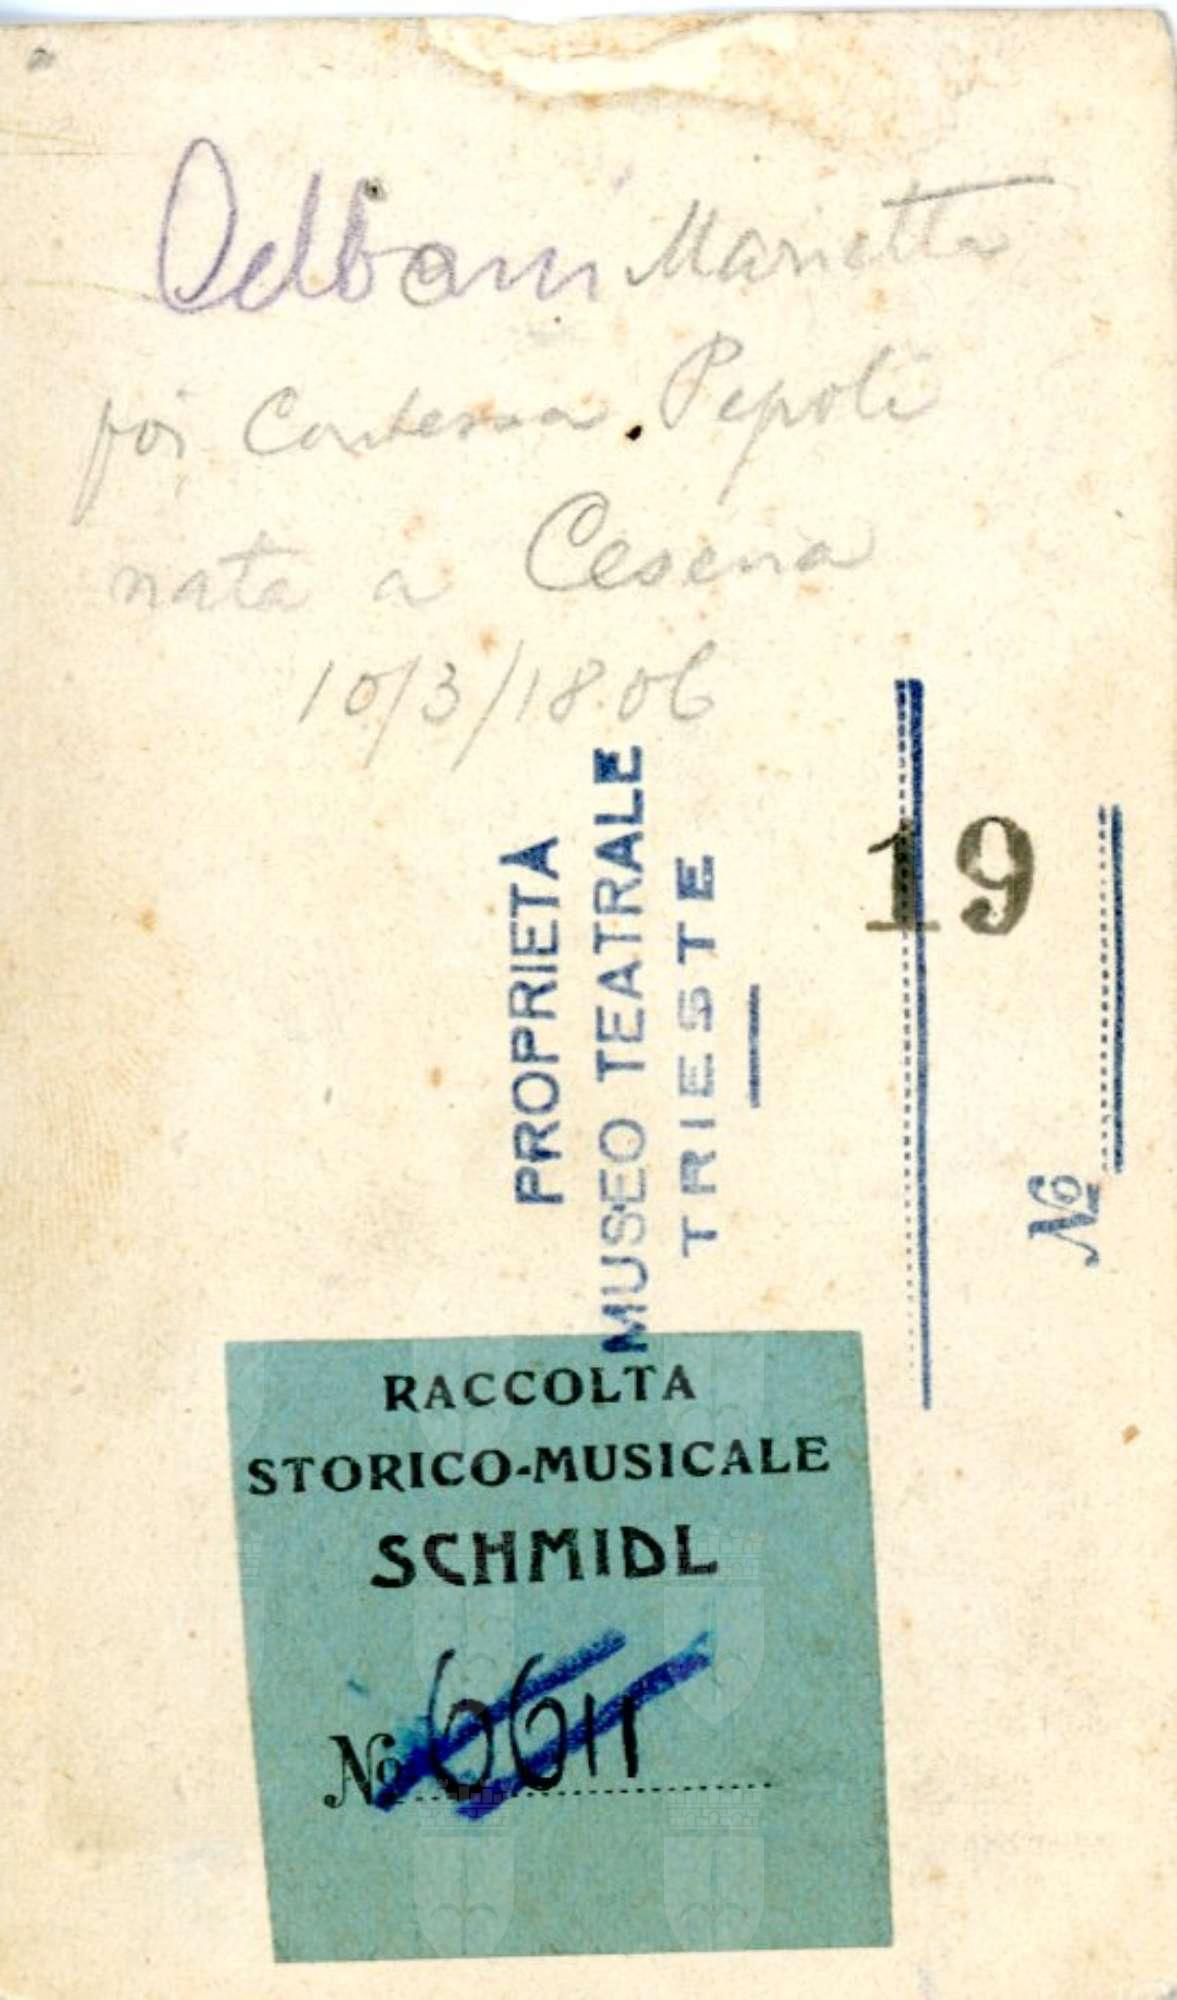 Odboni Marietta
poi Contessa Pepoli
nata a Cesena
10/3/1806
PROPRIETÀ
MUSEO TEATRALE
TRIESTE
19
No
RACCOLTA
STORICO-MUSICALE
SCHMIDL
No 6611